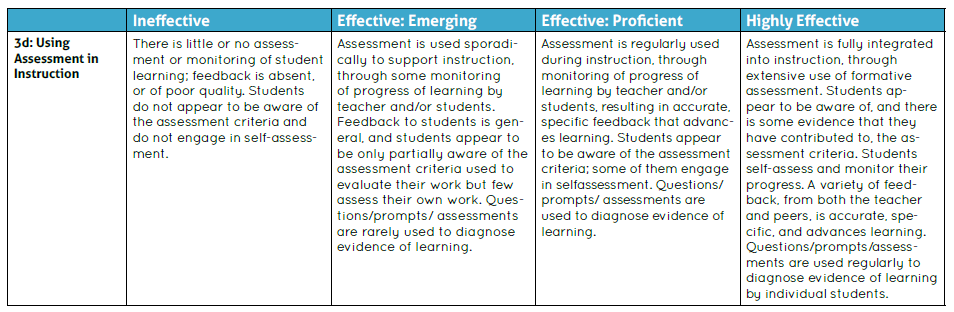 Ineffective
Effective: Emerging
Effective: Proficient
Highly Effective
3d: Using
Assessment in
Instruction
There is little or no assess-
ment or monitoring of student
learning; feedback is absent,
or of poor quality. Students
do not appear to be aware of
the assessment criteria and
do not engage in self-assess-
ment.
Assessment is used sporadi-
cally to support instruction,
through some monitoring
of progress of learning by
teacher and/or students.
Feedback to students is gen-
eral, and students appear to
be only partially aware of the
assessment criteria used to
evaluate their work but few
assess their own work. Ques-
tions/prompts/ assessments
are rarely used to diagnose
evidence of learning.
Assessment is regularly used
during instruction, through
monitoring of progress of
learning by teacher and/or
students, resulting in accurate,
specific feedback that advanc-
es learning. Students appear
to be aware of the assessment
criteria; some of them engage
in selfassessment. Questions/
prompts/ assessments are
used to diagnose evidence of
learning.
Assessment is fully integrated
into instruction, through
extensive use of formative
assessment. Students ap-
pear to be aware of, and there
is some evidence that they
have contributed to, the as-
sessment criteria. Students
self-assess and monitor their
progress. A variety of feed-
back, from both the teacher
and peers, is accurate, spe-
cific, and advances learning.
Questions/prompts/assess-
ments are used regularly to
diagnose evidence of learning
by individual students.